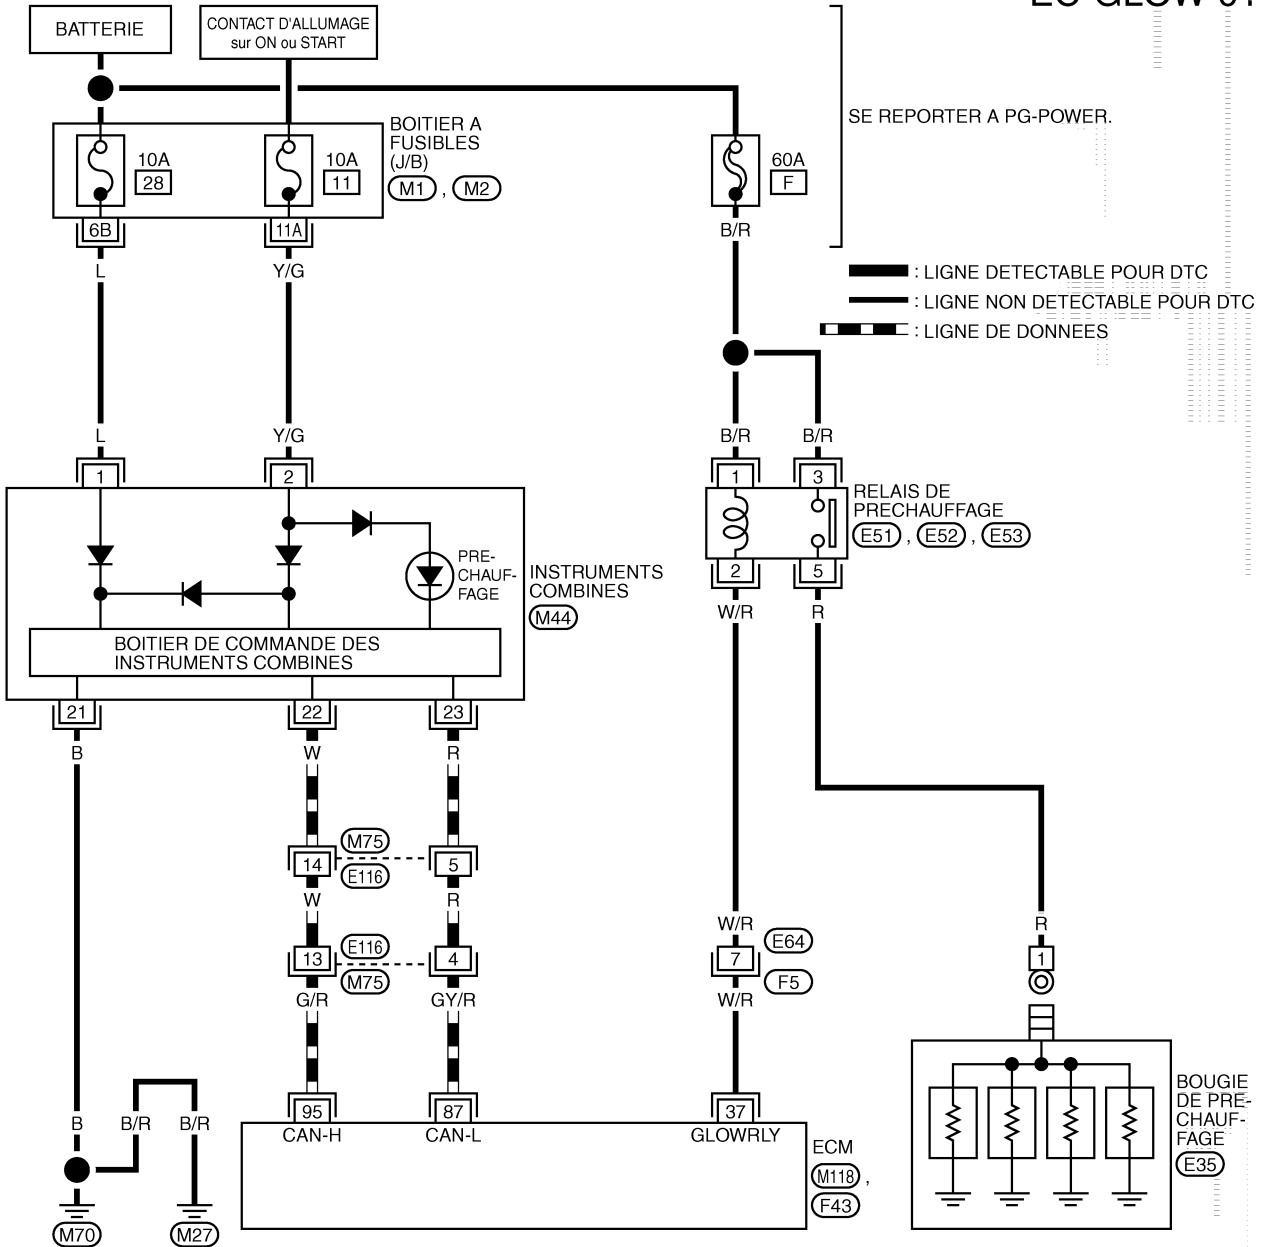 BATTERIE
CONTACT D'ALLUMAGE
sur ON ou START
SE REPORTER A PG-POWER.
BOITIER A
FUSIBLES
(J/B)
M1 , M2
10A
28
10A
11
60A
F
6B
11A
B/R
L
Y/G
: LIGNE DETECTABLE POUR DTC
: LIGNE NON DETECTABLE POUR DTC
: LIGNE DE DONNEES
L
Y/G
B/R
B/R
1
2
1
3
RELAIS DE
PRECHAUFFAGE
E51 , E52 , E53
PRE-
CHAUF-
FAGE
INSTRUMENTS
COMBINES
M44
2
5
W/R
R
BOITIER DE COMMANDE DES
INSTRUMENTS COMBINES
21
22
23
B
W
R
M75
14
5
E116
W
R
E116
13
4
M75
G/R
GY/R
W/R
E64
7
F5
W/R
R
1
95
87
37
CAN-H
CAN-L
GLOWRLY
ECM
M118 ,
F43
B
B/R
B/R
M70
M27
BOUGIE
DE PRE-
CHAUF-
FAGE
E35